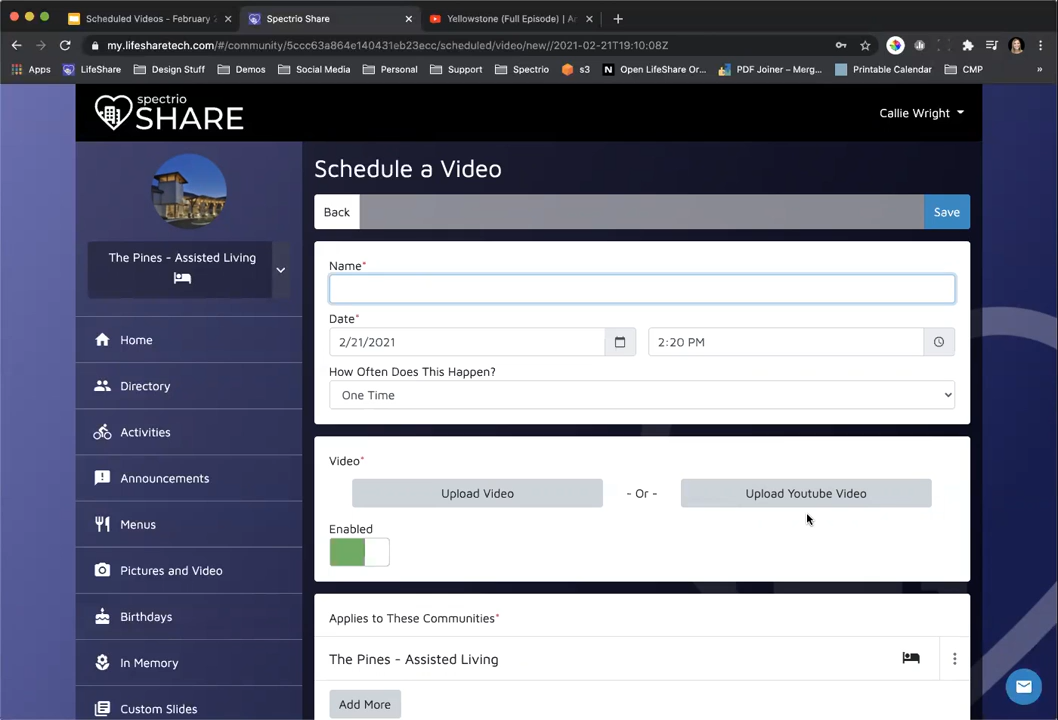 Scheduled Videos - February
Spectrio Share
Yellowstone (Full Episode) | A
my.lifesharetech.com/#/community/5ccc63a864e140431eb23ecc/scheduled/video/new//2021-02-21T19:10:08Z
Apps LifeShare Design Stuff Demos Social Media Personal Support Spectrio s3 Open LifeShare Or... PDF Joiner – Merg... Printable Calendar CMP »
spectrio
SHARE
Callie Wright
The Pines - Assisted Living
Home
Directory
Activities
Announcements
Menus
Pictures and Video
Birthdays
In Memory
Custom Slides
Schedule a Video
Back
Save
Name*
Date*
2/21/2021
2:20 PM
How Often Does This Happen?
One Time
Video*
Upload Video
- Or -
Upload Youtube Video
Enabled
Applies to These Communities*
The Pines - Assisted Living
Add More